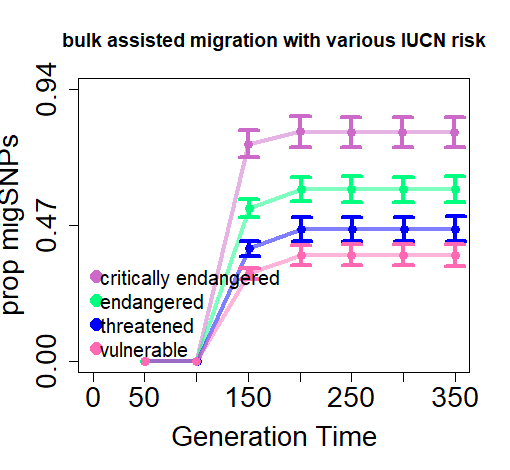 bulk assisted migration with various IUCN risk
prop migSNPs
0.94
0.47
0.00
critically endangered
endangered
threatened
vulnerable
0 50 150 250 350
Generation Time